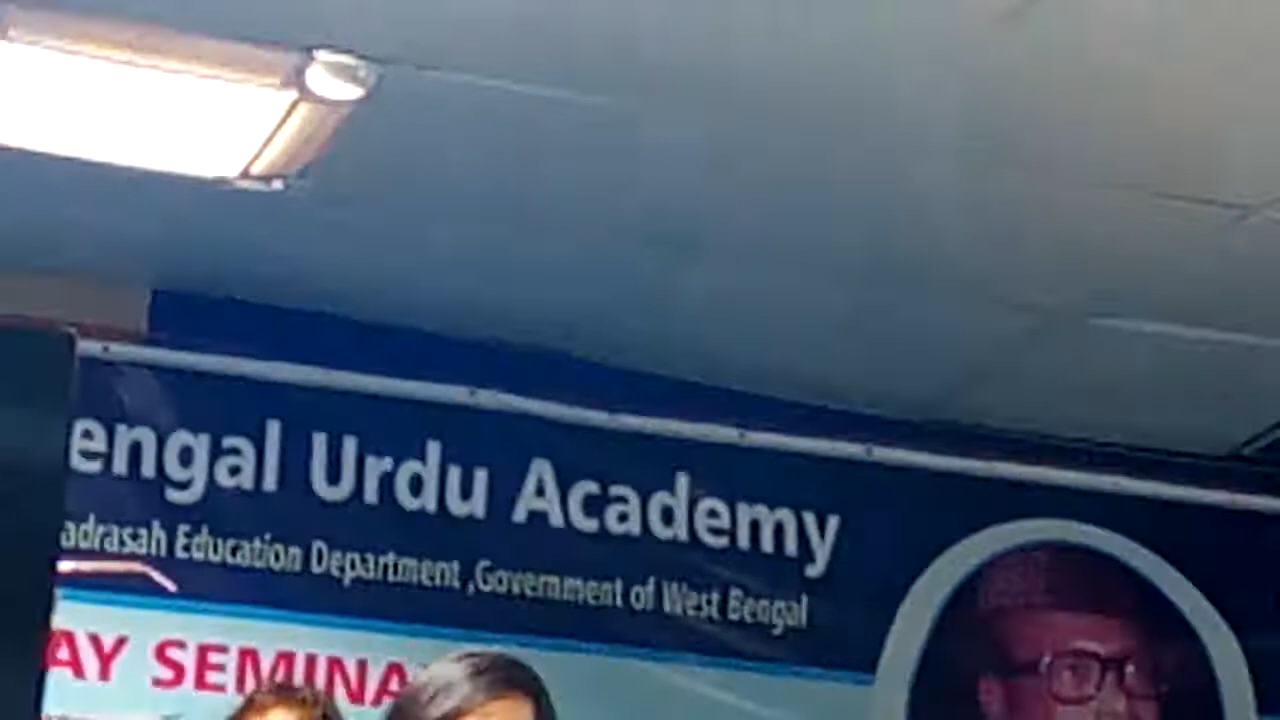 engal Urdu Academy
adrasah Education Department ,Government of West Bengal
AY SEMINA